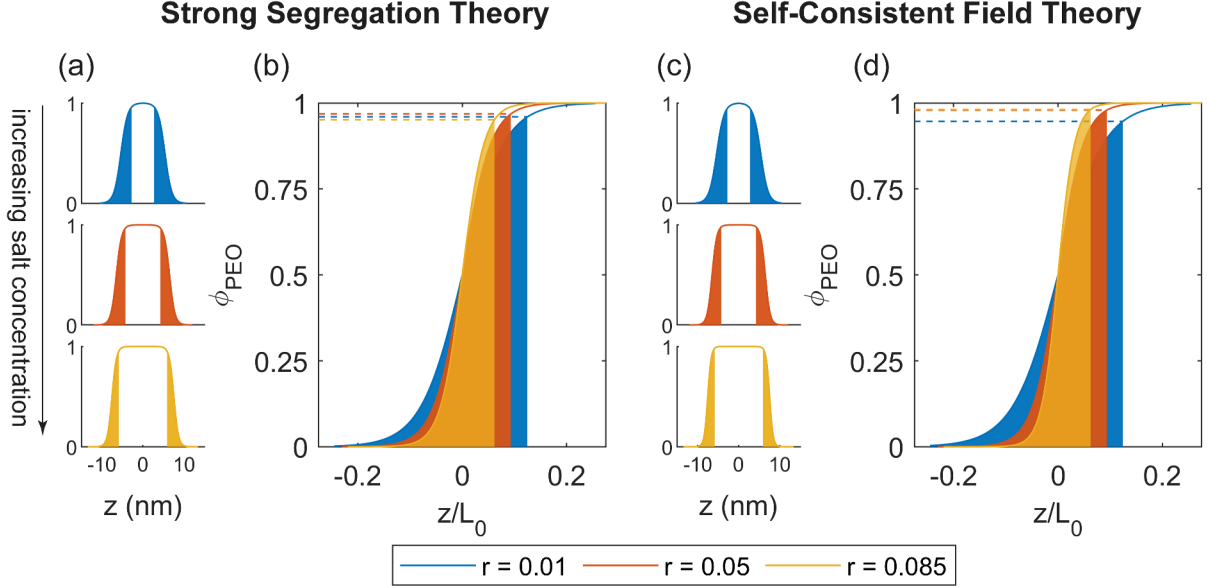 Strong Segregation Theory
Self-Consistent Field Theory
(a)
(b)
(c)
(d)
increasing salt concentration
1
0
1
0
1
0
-10
0
10
z (nm)
ϕPEO
1
0.75
0.5
0.25
0
-0.2
0
0.2
z/L0
1
0
1
0
1
0
-10
0
10
z (nm)
ϕPEO
1
0.75
0.5
0.25
0
-0.2
0
0.2
z/L0
r = 0.01
r = 0.05
r = 0.085